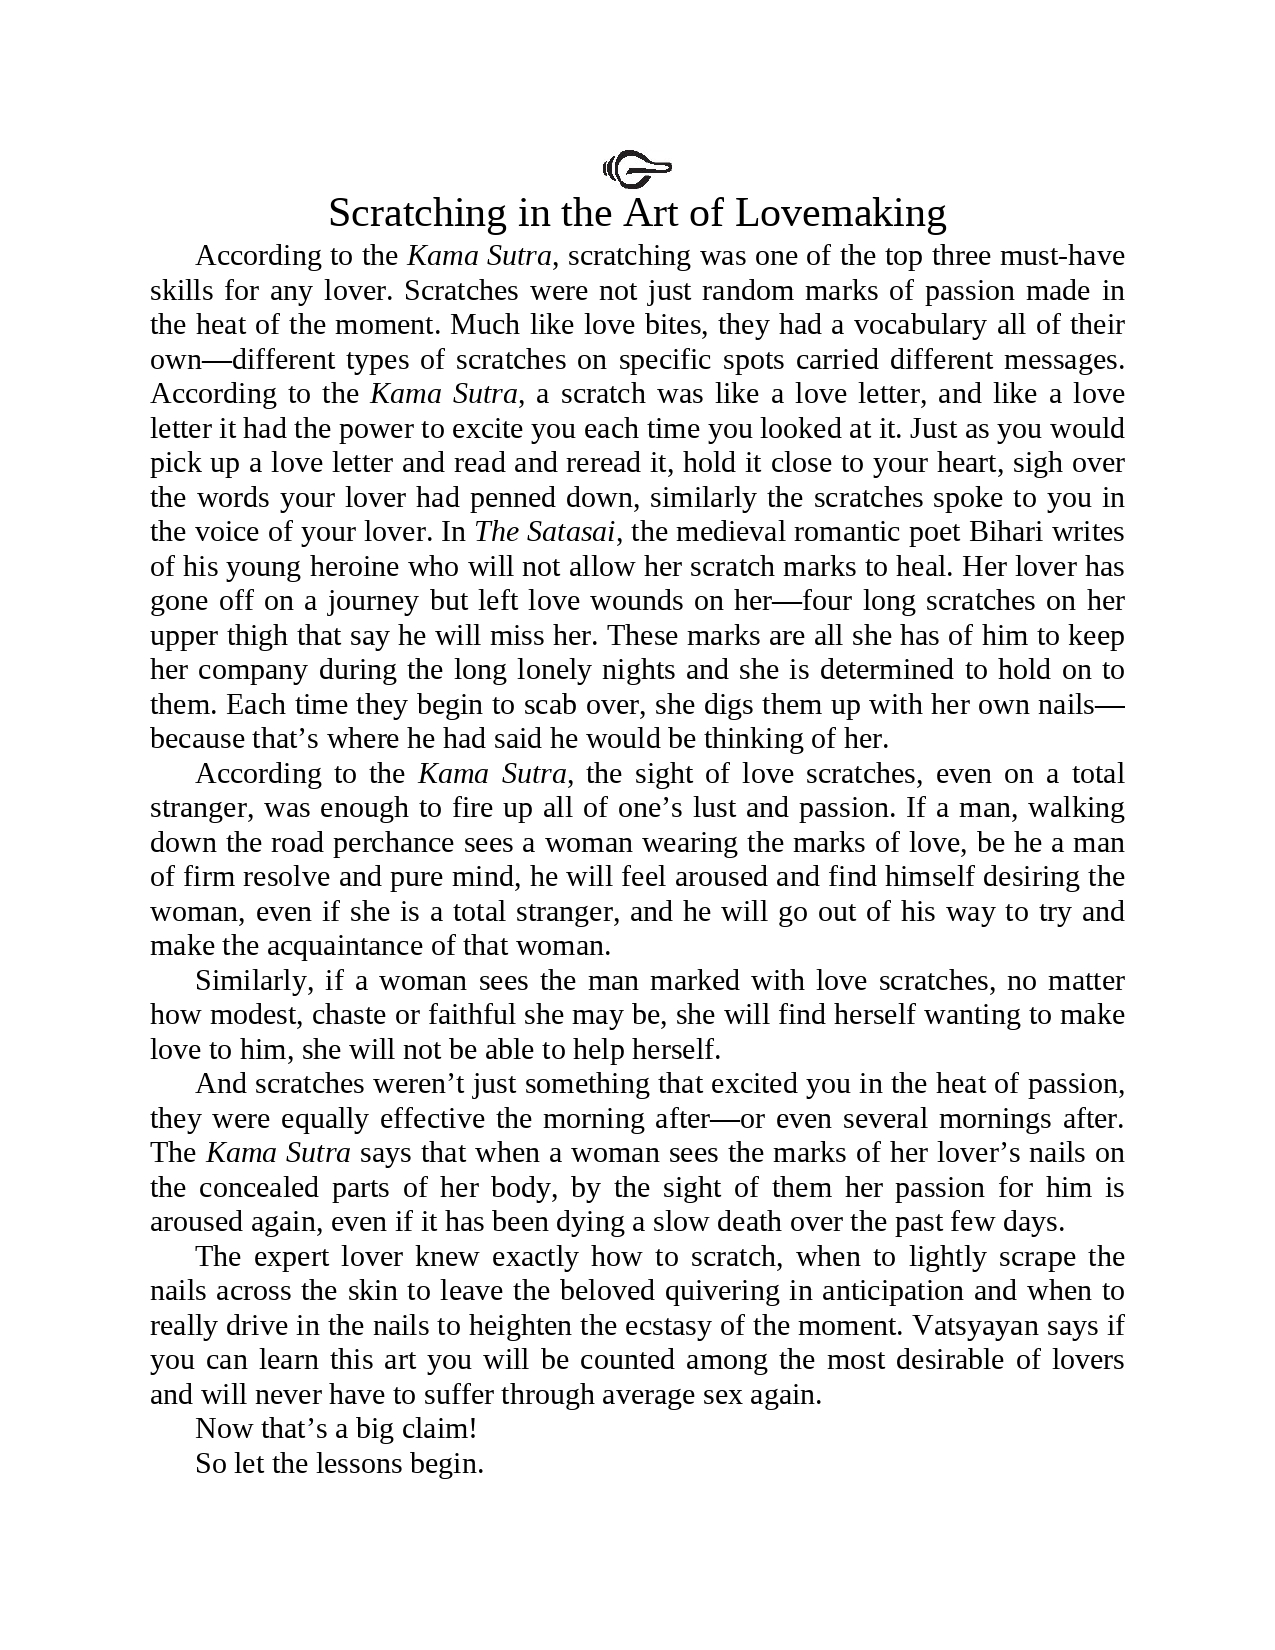 Scratching in the Art of Lovemaking
According to the Kama Sutra, scratching was one of the top three must-have
skills for any lover. Scratches were not just random marks of passion made in
the heat of the moment. Much like love bites, they had a vocabulary all of their
own—different types of scratches on specific spots carried different messages.
According to the Kama Sutra, a scratch was like a love letter, and like a love
letter it had the power to excite you each time you looked at it. Just as you would
pick up a love letter and read and reread it, hold it close to your heart, sigh over
the words your lover had penned down, similarly the scratches spoke to you in
the voice of your lover. In The Satasai, the medieval romantic poet Bihari writes
of his young heroine who will not allow her scratch marks to heal. Her lover has
gone off on a journey but left love wounds on her—four long scratches on her
upper thigh that say he will miss her. These marks are all she has of him to keep
her company during the long lonely nights and she is determined to hold on to
them. Each time they begin to scab over, she digs them up with her own nails—
because that’s where he had said he would be thinking of her.
According to the Kama Sutra, the sight of love scratches, even on a total
stranger, was enough to fire up all of one’s lust and passion. If a man, walking
down the road perchance sees a woman wearing the marks of love, be he a man
of firm resolve and pure mind, he will feel aroused and find himself desiring the
woman, even if she is a total stranger, and he will go out of his way to try and
make the acquaintance of that woman.
Similarly, if a woman sees the man marked with love scratches, no matter
how modest, chaste or faithful she may be, she will find herself wanting to make
love to him, she will not be able to help herself.
And scratches weren’t just something that excited you in the heat of passion,
they were equally effective the morning after—or even several mornings after.
The Kama Sutra says that when a woman sees the marks of her lover’s nails on
the concealed parts of her body, by the sight of them her passion for him is
aroused again, even if it has been dying a slow death over the past few days.
The expert lover knew exactly how to scratch, when to lightly scrape the
nails across the skin to leave the beloved quivering in anticipation and when to
really drive in the nails to heighten the ecstasy of the moment. Vatsyayan says if
you can learn this art you will be counted among the most desirable of lovers
and will never have to suffer through average sex again.
Now that’s a big claim!
So let the lessons begin.